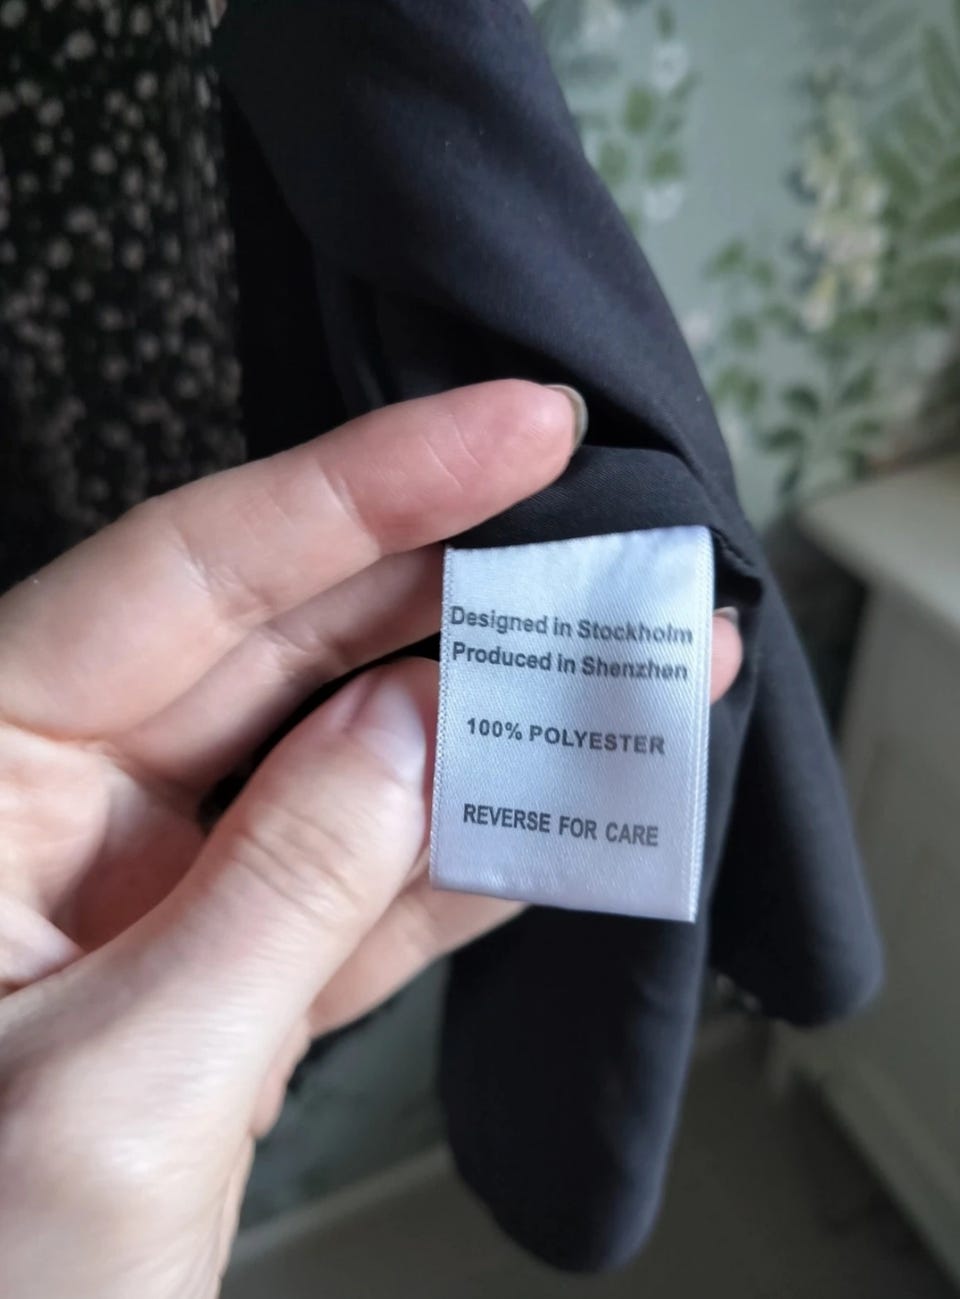 Designed in Stockholm
Produced in Shenzhen
100% POLYESTER
REVERSE FOR CARE